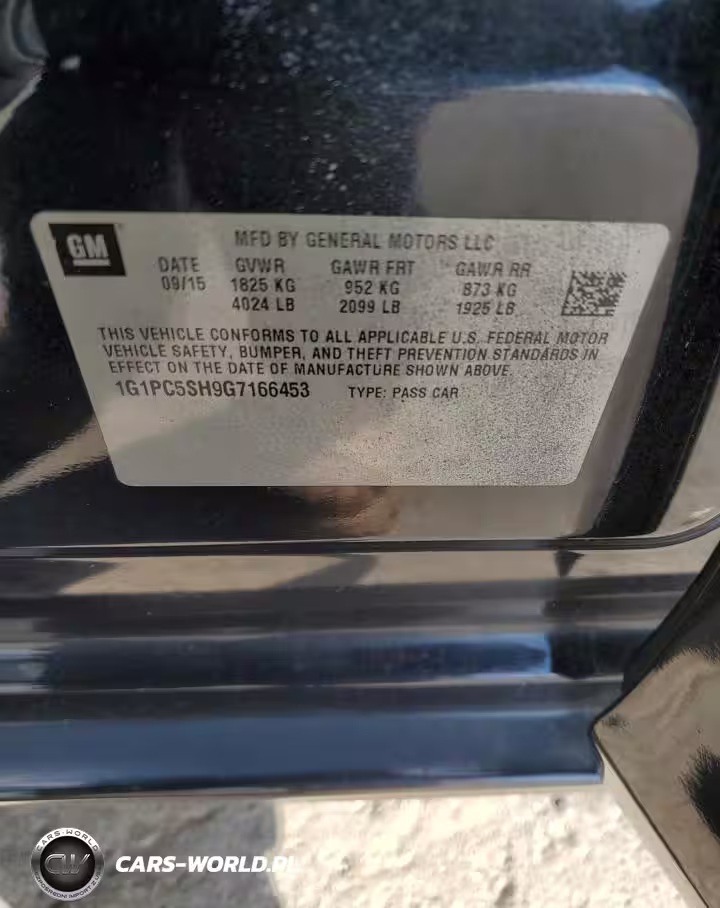 GM
MFD BY GENERAL MOTORS LLC
DATE GVWR GAWR FRT GAWR RR
09/15 1825 KG 952 KG 873 KG
4024 LB 2099 LB 1925 LB
THIS VEHICLE CONFORMS TO ALL APPLICABLE U.S. FEDERAL MOTOR
VEHICLE SAFETY, BUMPER, AND THEFT PREVENTION STANDARDS IN
EFFECT ON THE DATE OF MANUFACTURE SHOWN ABOVE.
1G1PC5SH9G7166453 TYPE: PASS CAR
CARS-WORLD
CW
CARS-WORLD.PL